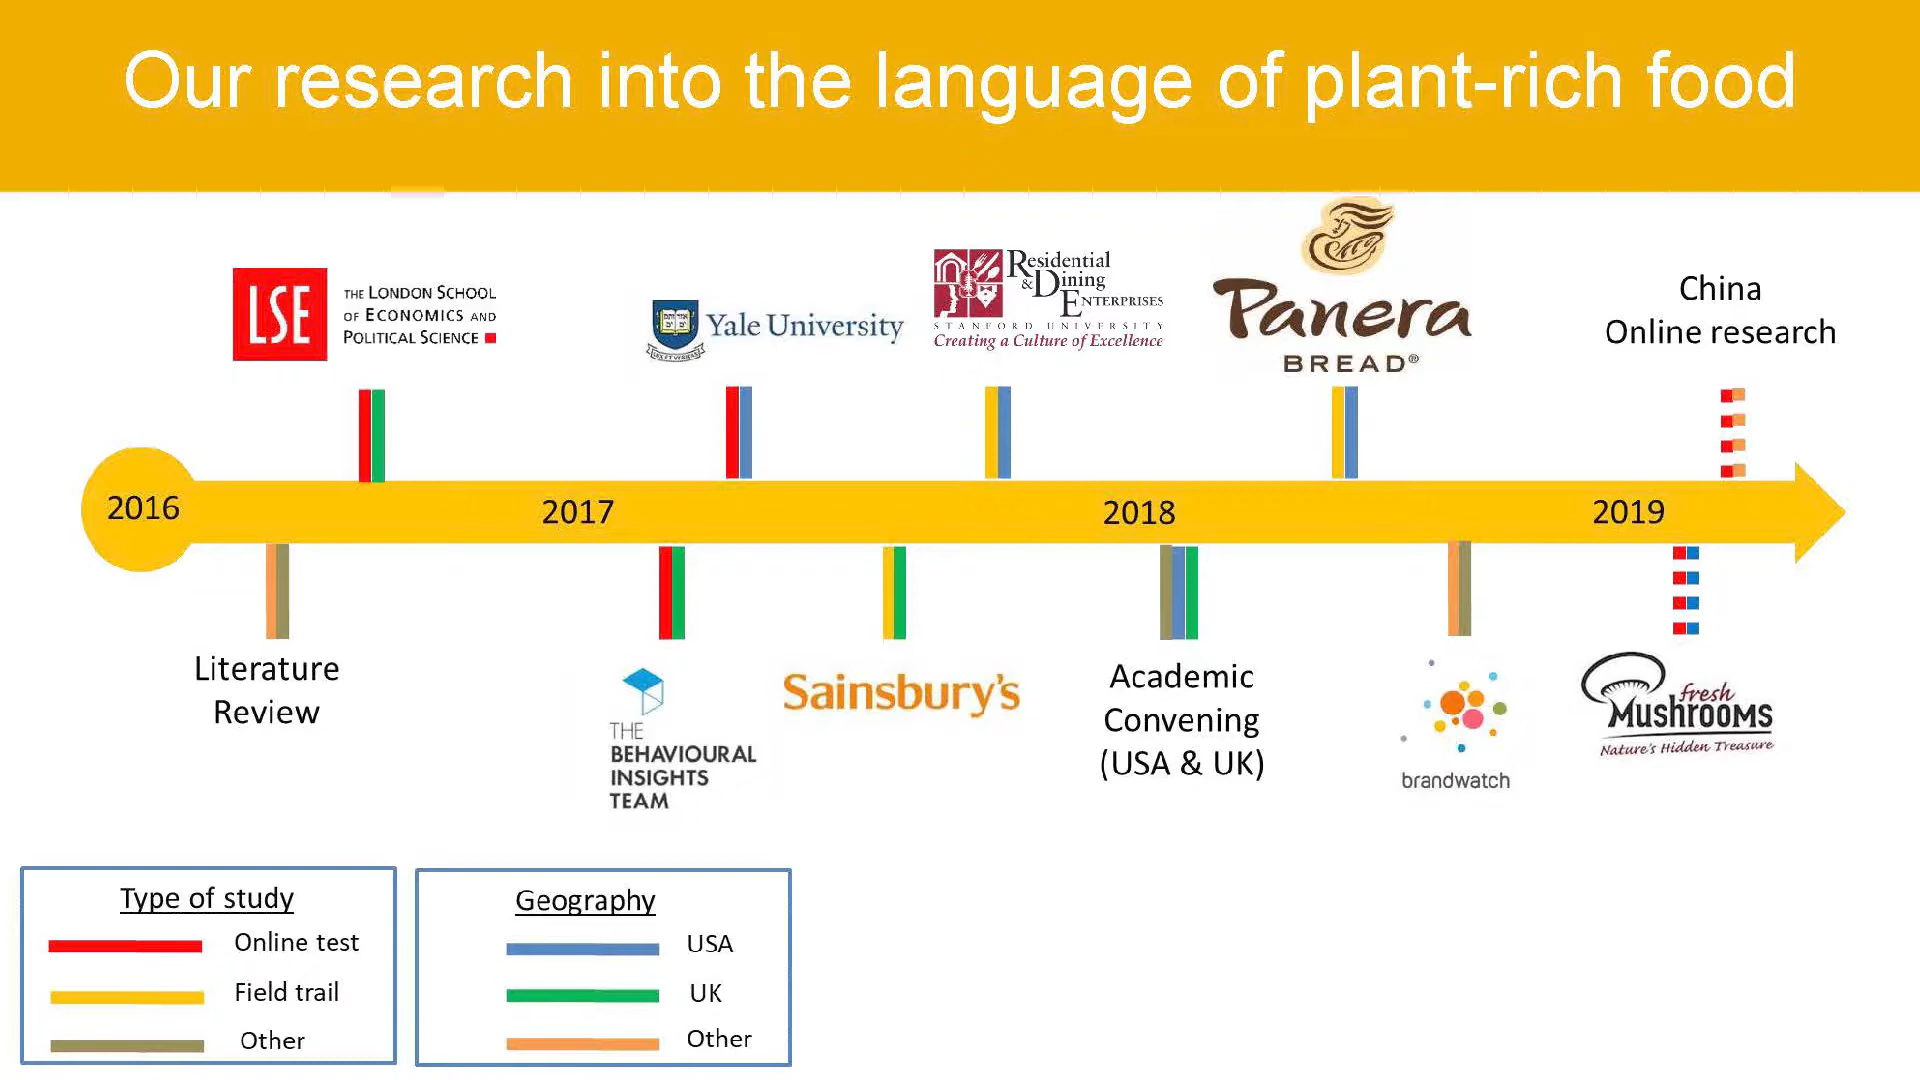 Our research into the language of plant-rich food
LSE
THE LONDON SCHOOL
OF ECONOMICS AND
POLITICAL SCIENCE
Yale University
Residential
& Dining
ENTERPRISES
STANFORD UNIVERSITY
Creating a Culture of Excellence
Panera
BREAD®
China
Online research
2016
2017
2018
2019
Literature
Review
THE
BEHAVIOURAL
INSIGHTS
TEAM
Sainsbury's
Academic
Convening
(USA & UK)
brandwatch
fresh
MUSHROOMS
Nature's Hidden Treasure
Type of study
Online test
Field trail
Other
Geography
USA
UK
Other